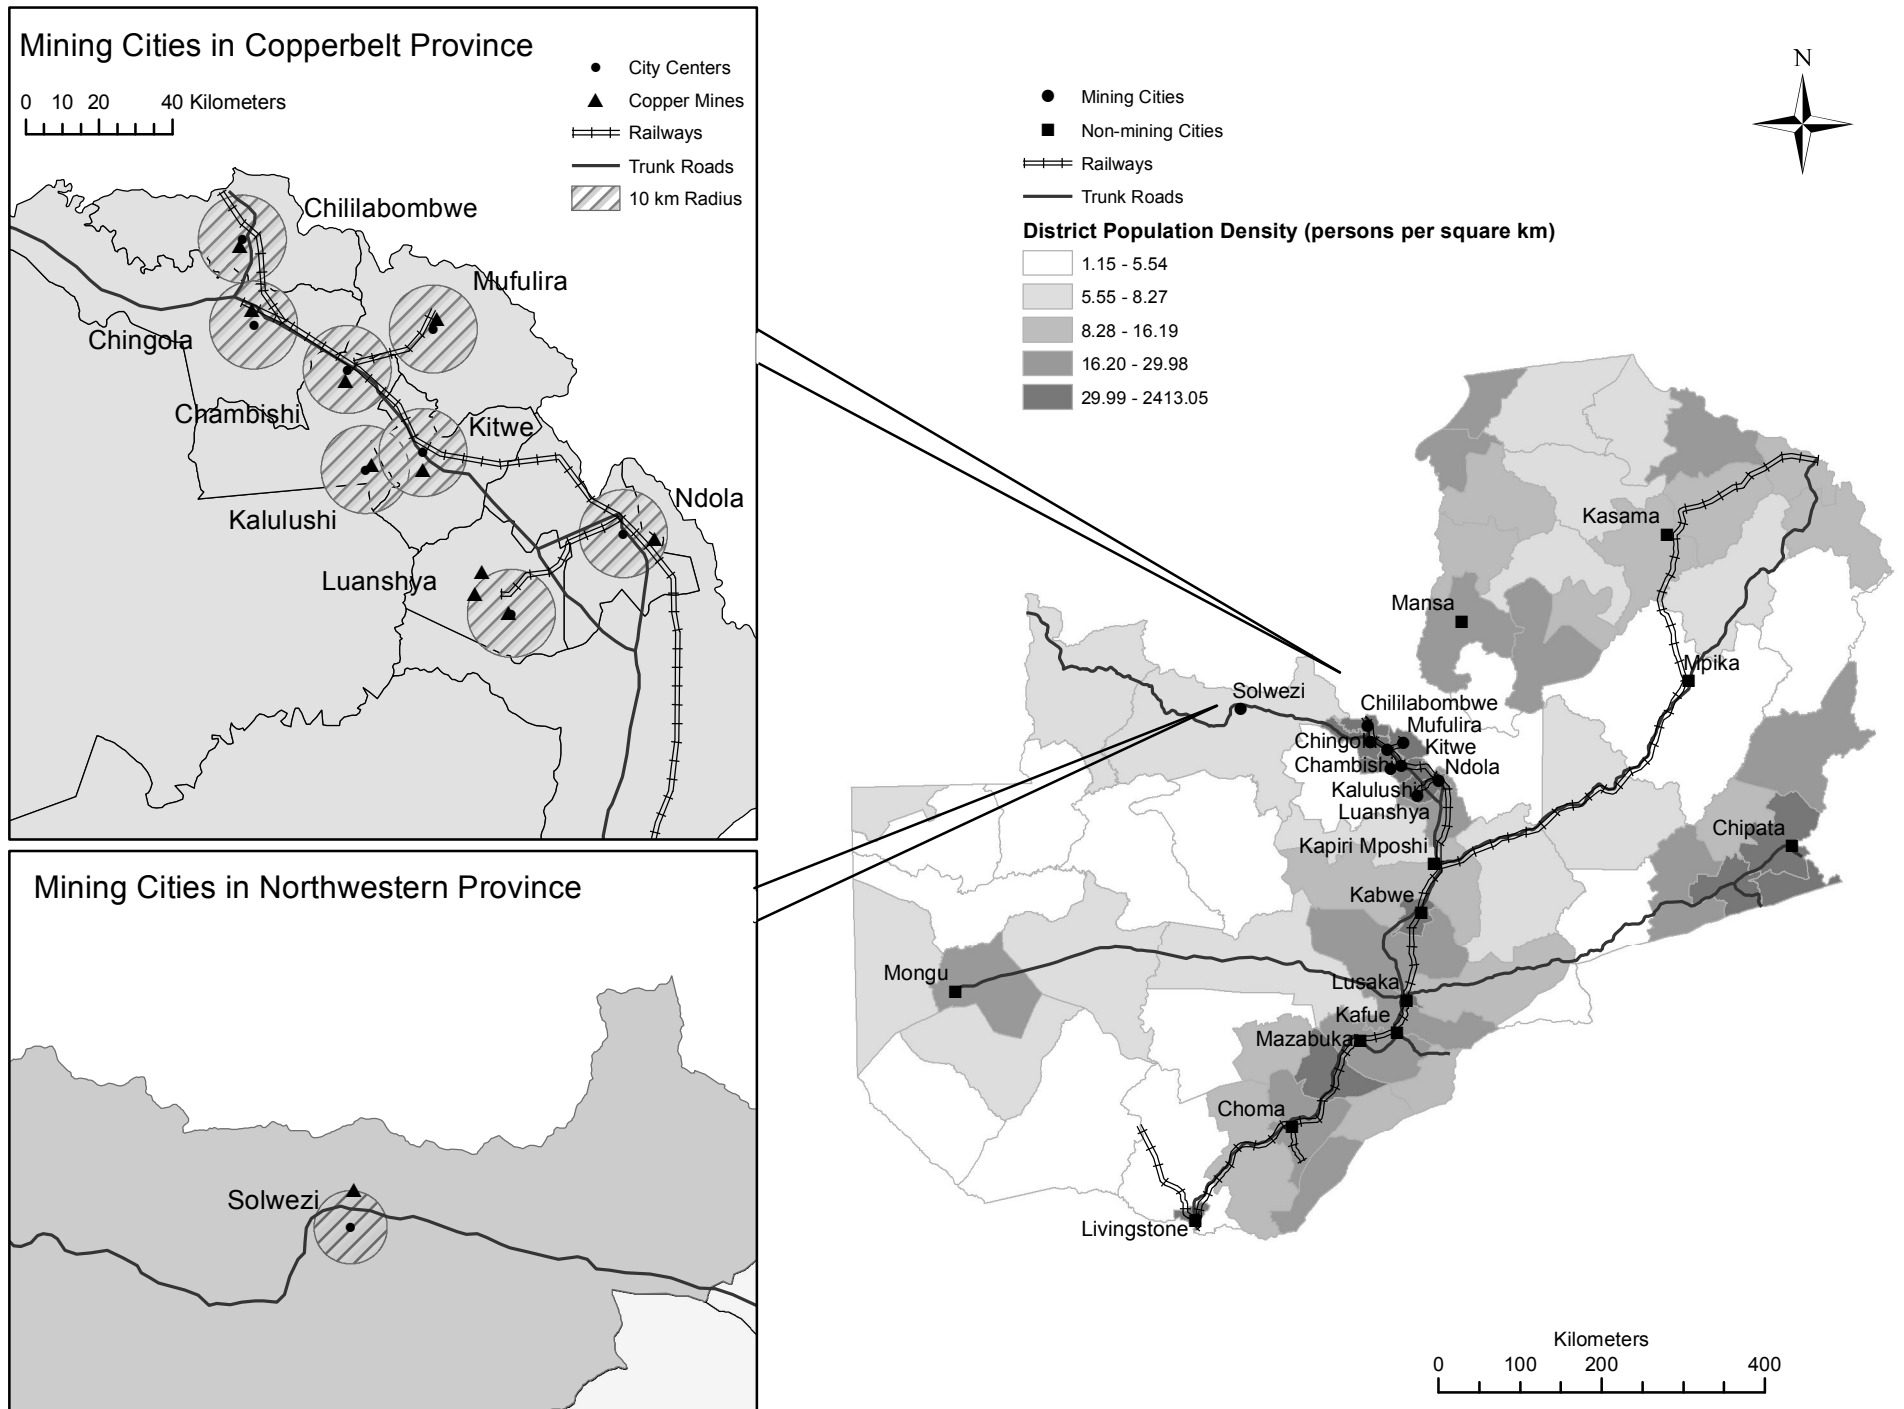 Mining Cities in Copperbelt Province
0 10 20 40 Kilometers
City Centers
Copper Mines
Railways
Trunk Roads
10 km Radius
Chililabombwe
Mufulira
Chingola
Chambishi
Kitwe
Ndola
Kalulushi
Luanshya
Mining Cities in Northwestern Province
Solwezi
N
Mining Cities
Non-mining Cities
Railways
Trunk Roads
District Population Density (persons per square km)
1.15 - 5.54
5.55 - 8.27
8.28 - 16.19
16.20 - 29.98
29.99 - 2413.05
Kasama
Mansa
Mpika
Solwezi
Chililabombwe
Mufulira
Chingola
Kitwe
Chambishi
Ndola
Kalulushi
Luanshya
Chipata
Kapiri Mposhi
Kabwe
Mongu
Lusaka
Kafue
Mazabuka
Choma
Livingstone
Kilometers
0 100 200 400